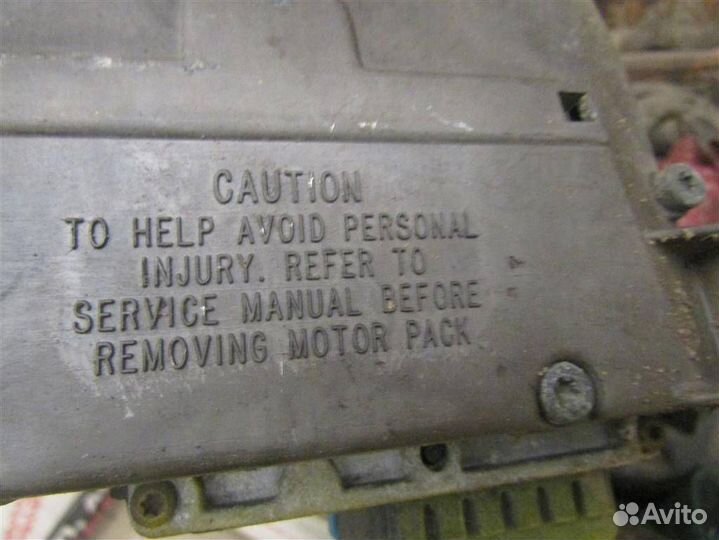 CAUTION
TO HELP AVOID PERSONAL
INJURY. REFER TO
SERVICE MANUAL BEFORE
REMOVING MOTOR PACK
Avito